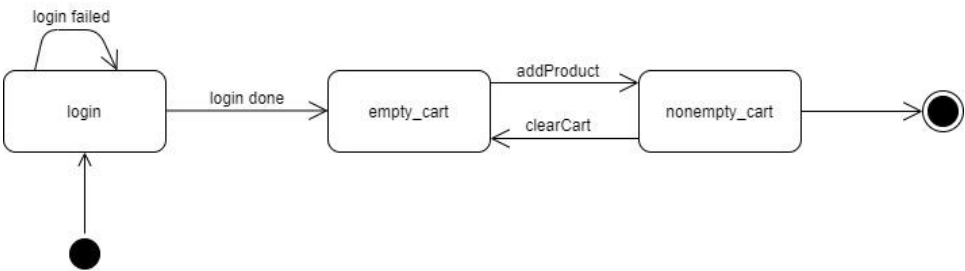 login failed
login
login done
empty_cart
addProduct
clearCart
nonempty_cart